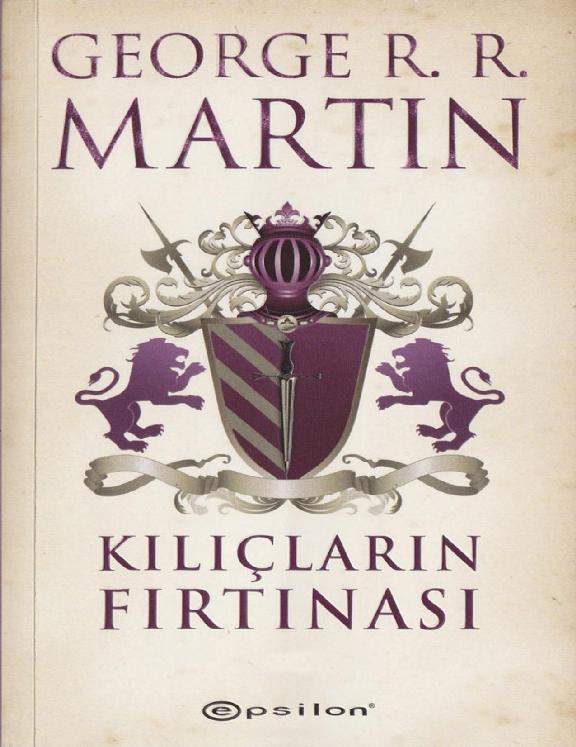 GEORGE R. R.
MARTIN
KILIÇLARIN
FIRTINASI
epsilon®